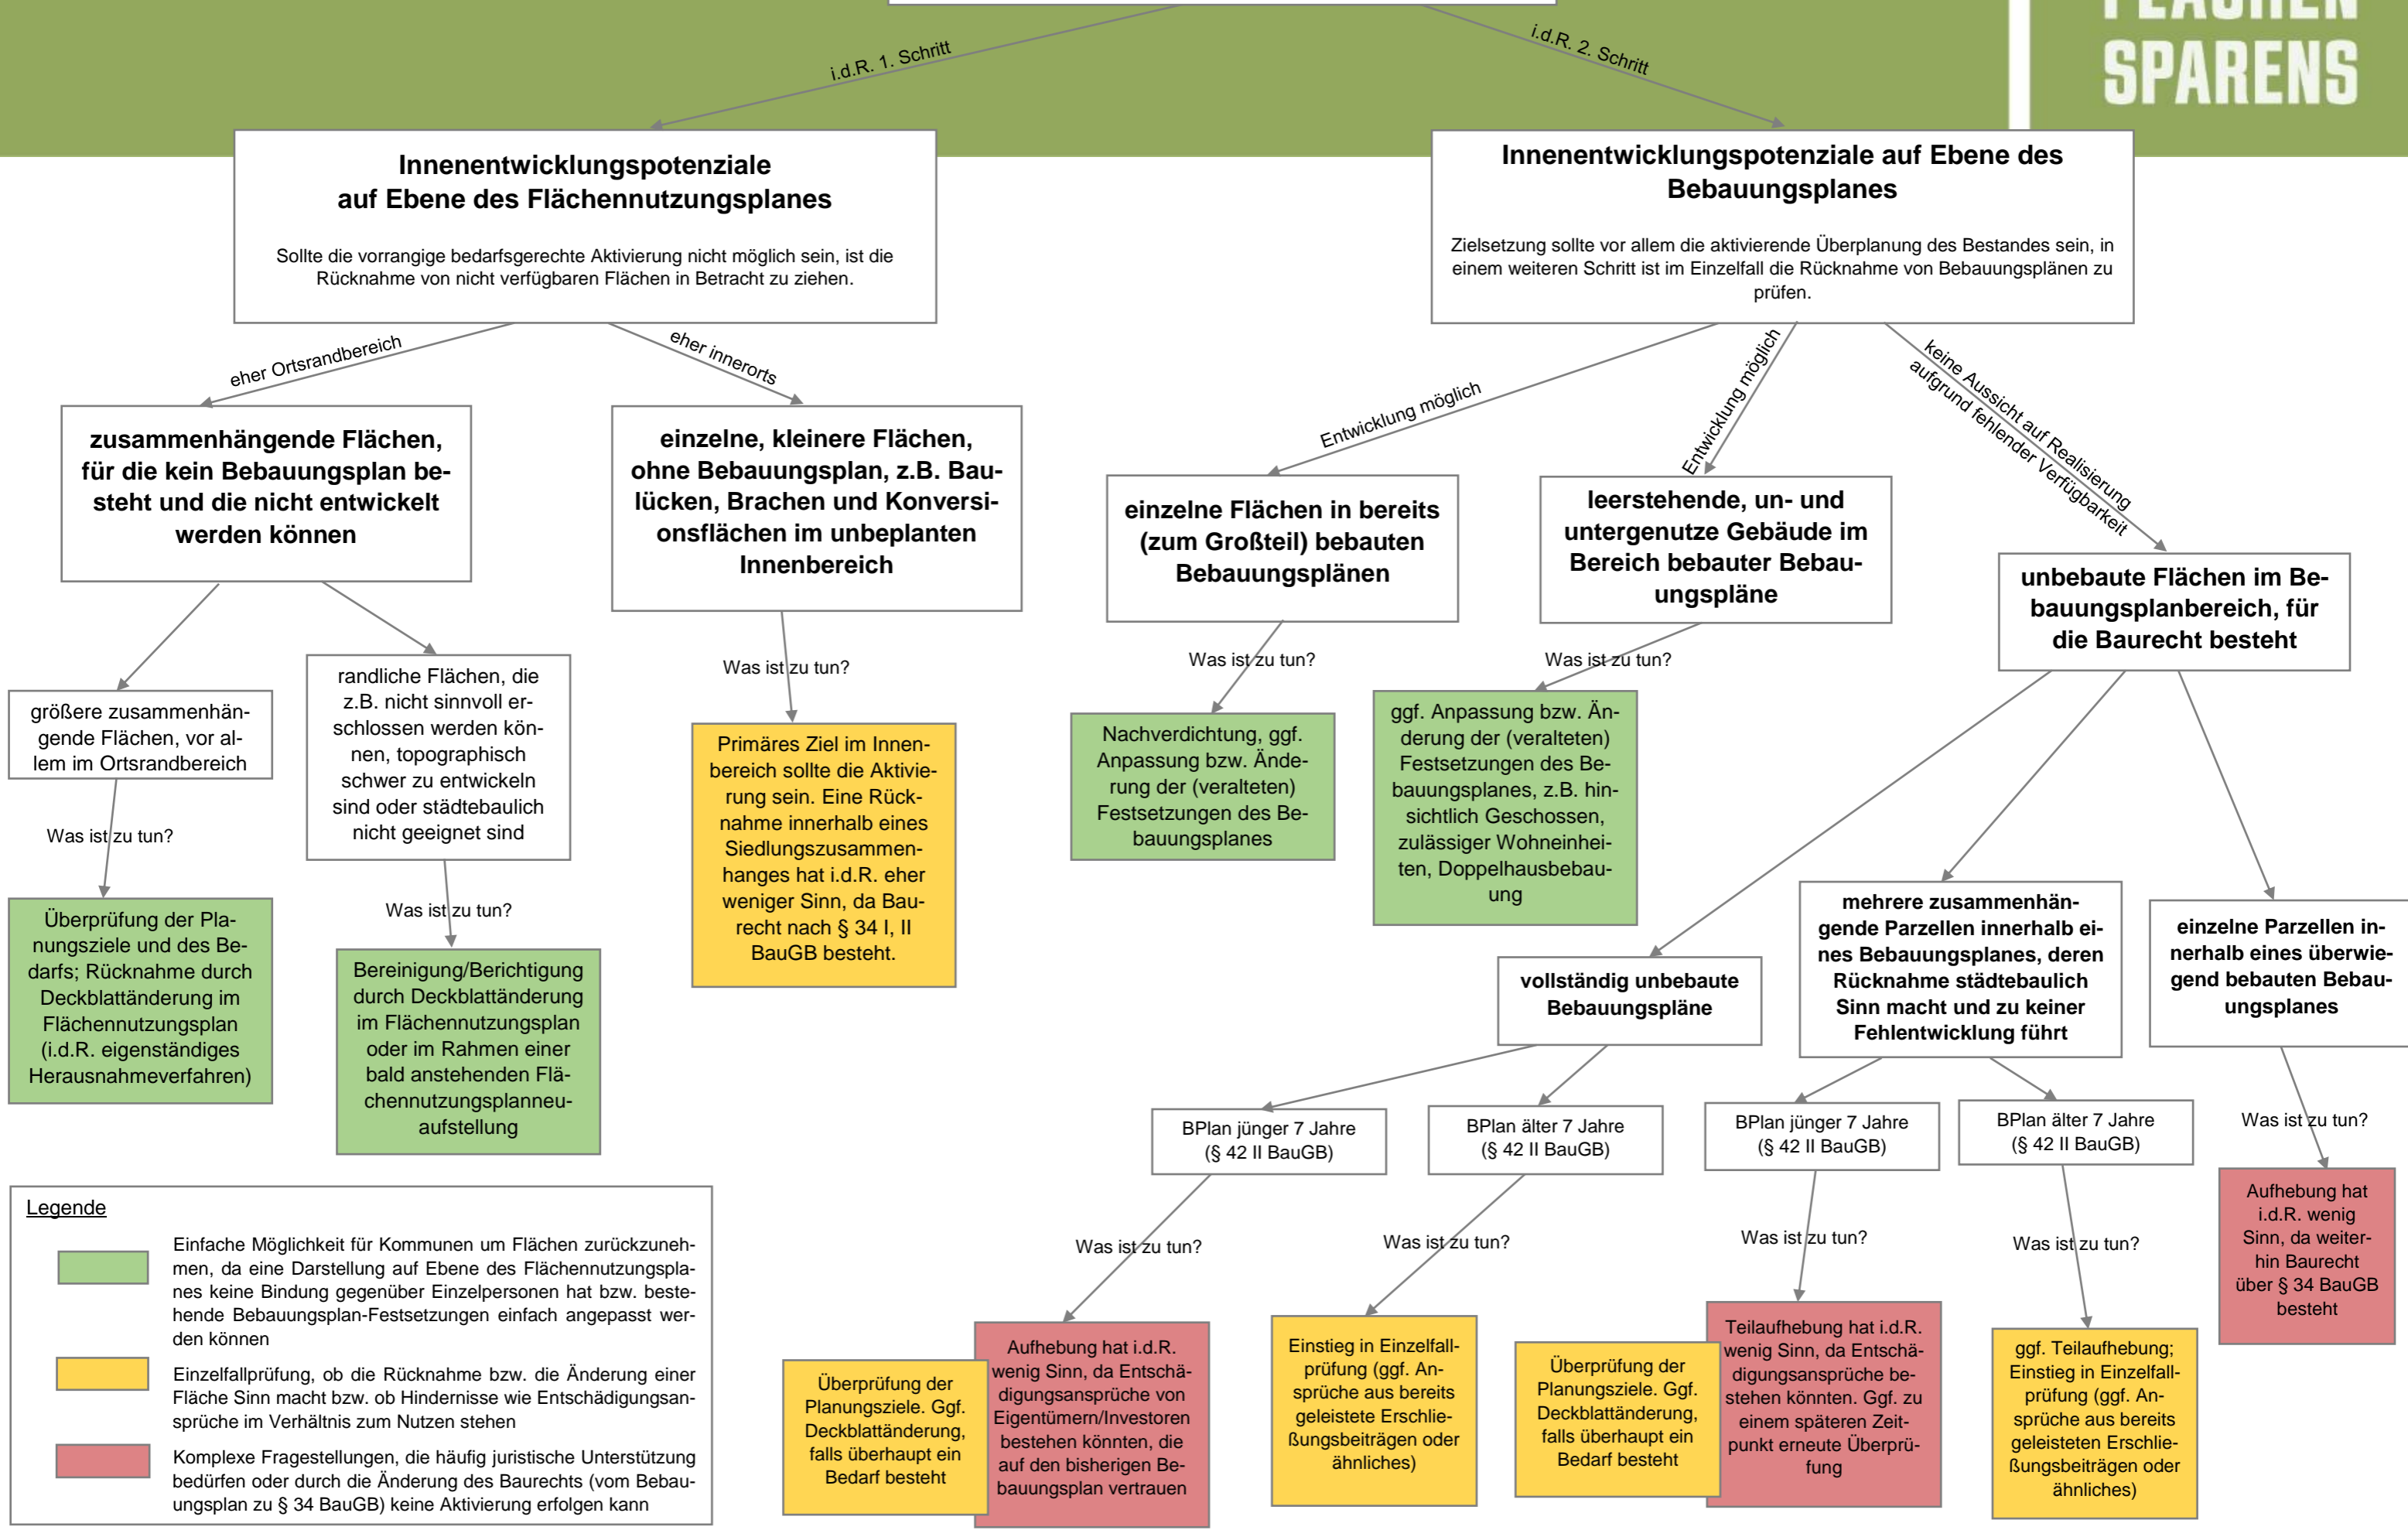 FLÄCHEN
SPARENS
i.d.R. 1. Schritt
i.d.R. 2. Schritt
Innenentwicklungspotenziale
auf Ebene des Flächennutzungsplanes
Sollte die vorrangige bedarfsgerechte Aktivierung nicht möglich sein, ist die
Rücknahme von nicht verfügbaren Flächen in Betracht zu ziehen.
Innenentwicklungspotenziale auf Ebene des
Bebauungsplanes
Zielsetzung sollte vor allem die aktivierende Überplanung des Bestandes sein, in
einem weiteren Schritt ist im Einzelfall die Rücknahme von Bebauungsplänen zu
prüfen.
eher Ortsrandbereich
eher innerorts
Entwicklung möglich
Entwicklung möglich
keine Aussicht auf Realisierung
aufgrund fehlender Verfügbarkeit
zusammenhängende Flächen,
für die kein Bebauungsplan be-
steht und die nicht entwickelt
werden können
einzelne, kleinere Flächen,
ohne Bebauungsplan, z.B. Bau-
lücken, Brachen und Konversi-
onsflächen im unbeplanten
Innenbereich
einzelne Flächen in bereits
(zum Großteil) bebauten
Bebauungsplänen
leerstehende, un- und
untergenutze Gebäude im
Bereich bebauter Bebau-
ungspläne
unbebaute Flächen im Be-
bauungsplanbereich, für
die Baurecht besteht
größere zusammenhän-
gende Flächen, vor al-
lem im Ortsrandbereich
randliche Flächen, die
z.B. nicht sinnvoll er-
schlossen werden kön-
nen, topographisch
schwer zu entwickeln
sind oder städtebaulich
nicht geeignet sind
Was ist zu tun?
Was ist zu tun?
Was ist zu tun?
Was ist zu tun?
Was ist zu tun?
Überprüfung der Pla-
nungsziele und des Be-
darfs; Rücknahme durch
Deckblattänderung im
Flächennutzungsplan
(i.d.R. eigenständiges
Herausnahmeverfahren)
Bereinigung/Berichtigung
durch Deckblattänderung
im Flächennutzungsplan
oder im Rahmen einer
bald anstehenden Flä-
chennutzungsplanneu-
aufstellung
Primäres Ziel im Innen-
bereich sollte die Aktivie-
rung sein. Eine Rück-
nahme innerhalb eines
Siedlungszusammen-
hanges hat i.d.R. eher
weniger Sinn, da Bau-
recht nach § 34 I, II
BauGB besteht.
Nachverdichtung, ggf.
Anpassung bzw. Ände-
rung der (veralteten)
Festsetzungen des Be-
bauungsplanes
ggf. Anpassung bzw. Än-
derung der (veralteten)
Festsetzungen des Be-
bauungsplanes, z.B. hin-
sichtlich Geschossen,
zulässiger Wohneinhei-
ten, Doppelhausbebau-
ung
vollständig unbebaute
Bebauungspläne
mehrere zusammenhän-
gende Parzellen innerhalb ei-
nes Bebauungsplanes, deren
Rücknahme städtebaulich
Sinn macht und zu keiner
Fehlentwicklung führt
einzelne Parzellen in-
nerhalb eines überwie-
gend bebauten Bebau-
ungsplanes
BPlan jünger 7 Jahre
(§ 42 II BauGB)
BPlan älter 7 Jahre
(§ 42 II BauGB)
BPlan jünger 7 Jahre
(§ 42 II BauGB)
BPlan älter 7 Jahre
(§ 42 II BauGB)
Was ist zu tun?
Was ist zu tun?
Was ist zu tun?
Was ist zu tun?
Was ist zu tun?
Überprüfung der
Planungsziele. Ggf.
Deckblattänderung,
falls überhaupt ein
Bedarf besteht
Aufhebung hat i.d.R.
wenig Sinn, da Entschä-
digungsansprüche von
Eigentümern/Investoren
bestehen könnten, die
auf den bisherigen Be-
bauungsplan vertrauen
Einstieg in Einzelfall-
prüfung (ggf. An-
sprüche aus bereits
geleistete Erschlie-
ßungsbeiträgen oder
ähnliches)
Überprüfung der
Planungsziele. Ggf.
Deckblattänderung,
falls überhaupt ein
Bedarf besteht
Teilaufhebung hat i.d.R.
wenig Sinn, da Entschä-
digungsansprüche be-
stehen könnten. Ggf. zu
einem späteren Zeit-
punkt erneute Überprü-
fung
ggf. Teilaufhebung;
Einstieg in Einzelfall-
prüfung (ggf. An-
sprüche aus bereits
geleisteten Erschlie-
ßungsbeiträgen oder
ähnliches)
Aufhebung hat
i.d.R. wenig
Sinn, da weiter-
hin Baurecht
über § 34 BauGB
besteht
Legende
Einfache Möglichkeit für Kommunen um Flächen zurückzuneh-
men, da eine Darstellung auf Ebene des Flächennutzungspla-
nes keine Bindung gegenüber Einzelpersonen hat bzw. beste-
hende Bebauungsplan-Festsetzungen einfach angepasst wer-
den können
Einzelfallprüfung, ob die Rücknahme bzw. die Änderung einer
Fläche Sinn macht bzw. ob Hindernisse wie Entschädigungsan-
sprüche im Verhältnis zum Nutzen stehen
Komplexe Fragestellungen, die häufig juristische Unterstützung
bedürfen oder durch die Änderung des Baurechts (vom Bebau-
ungsplan zu § 34 BauGB) keine Aktivierung erfolgen kann